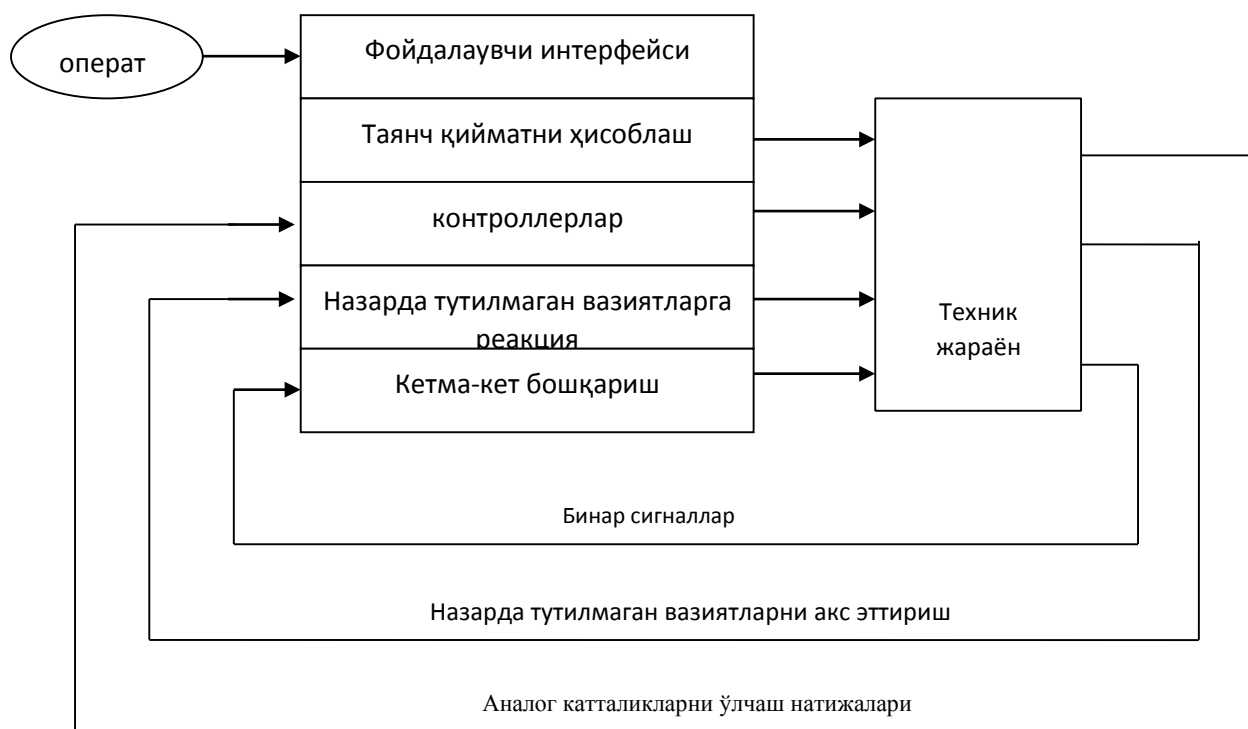 операт
Фойдалаувчи интерфейси
Таянч қийматни ҳисоблаш
контроллерлар
Назарда тутилмаган вазиятларга
реакция
Кетма-кет бошқариш
Техник
жараён
Бинар сигналлар
Назарда тутилмаган вазиятларни акс эттириш
Аналог катталикларни ўлчаш натижалари